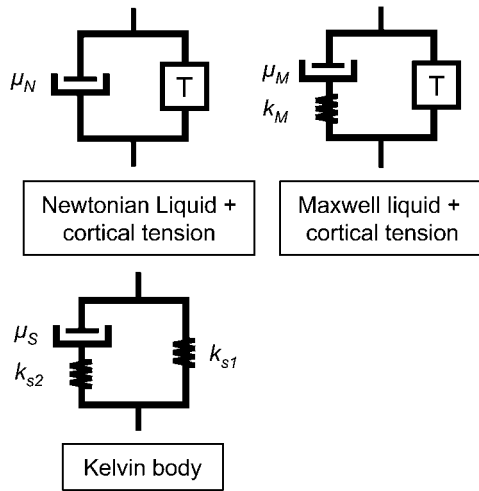 μN
T
Newtonian Liquid +
cortical tension
μM
kM
T
Maxwell liquid +
cortical tension
μS
ks2
ks1
Kelvin body